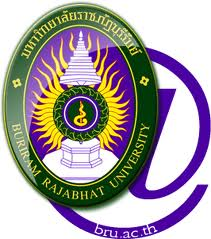 มหาวิทยาลัยราชภัฏบุรีรัมย์
BURIRAM RAJABHAT UNIVERSITY
bru.ac.th